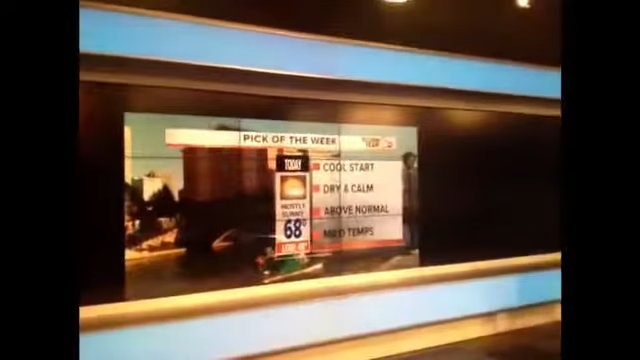 PICK OF THE WEEK
TODAY
MOSTLY
SUNNY
68°
COOL START
DRY & CALM
ABOVE NORMAL
MILD TEMPS